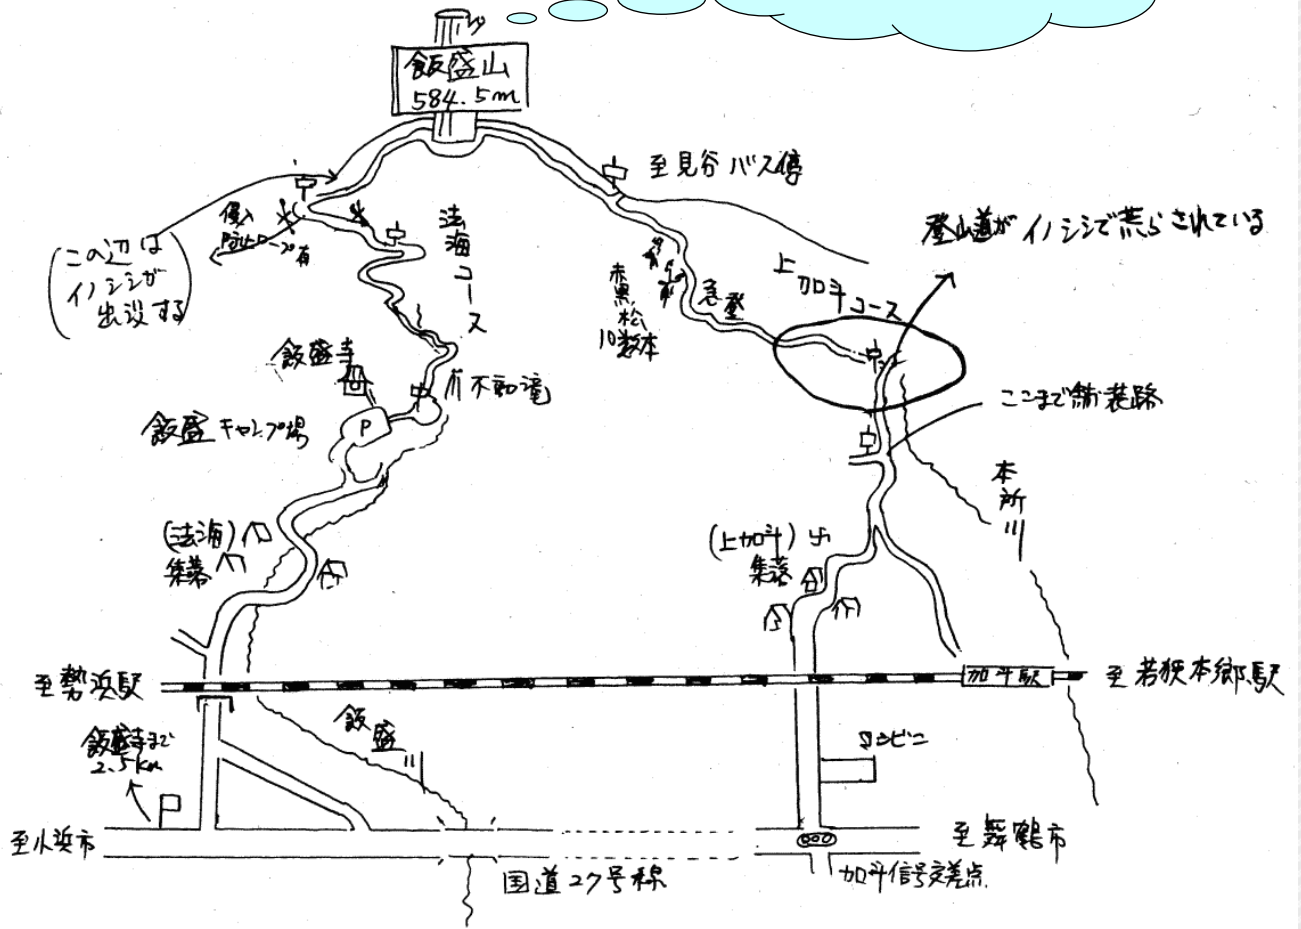 飯盛山
584.5m
至見谷バス停
登山道がイノシシで荒らされている
侵入
防止ロープ有
法海コース
(この辺は
イノシシが
出没する)
上加斗コース
赤黒松
10数本
急登
飯盛寺
不動滝
飯盛キャンプ場
P
ここまで舗装路
本所川
(法海)
集落
(上加斗)
集落
至勢浜駅
加斗駅
至若狭本郷駅
飯盛川
飯盛寺まで
2.5km
コンビニ
至小浜市
至舞鶴市
国道27号線
加斗信号交差点